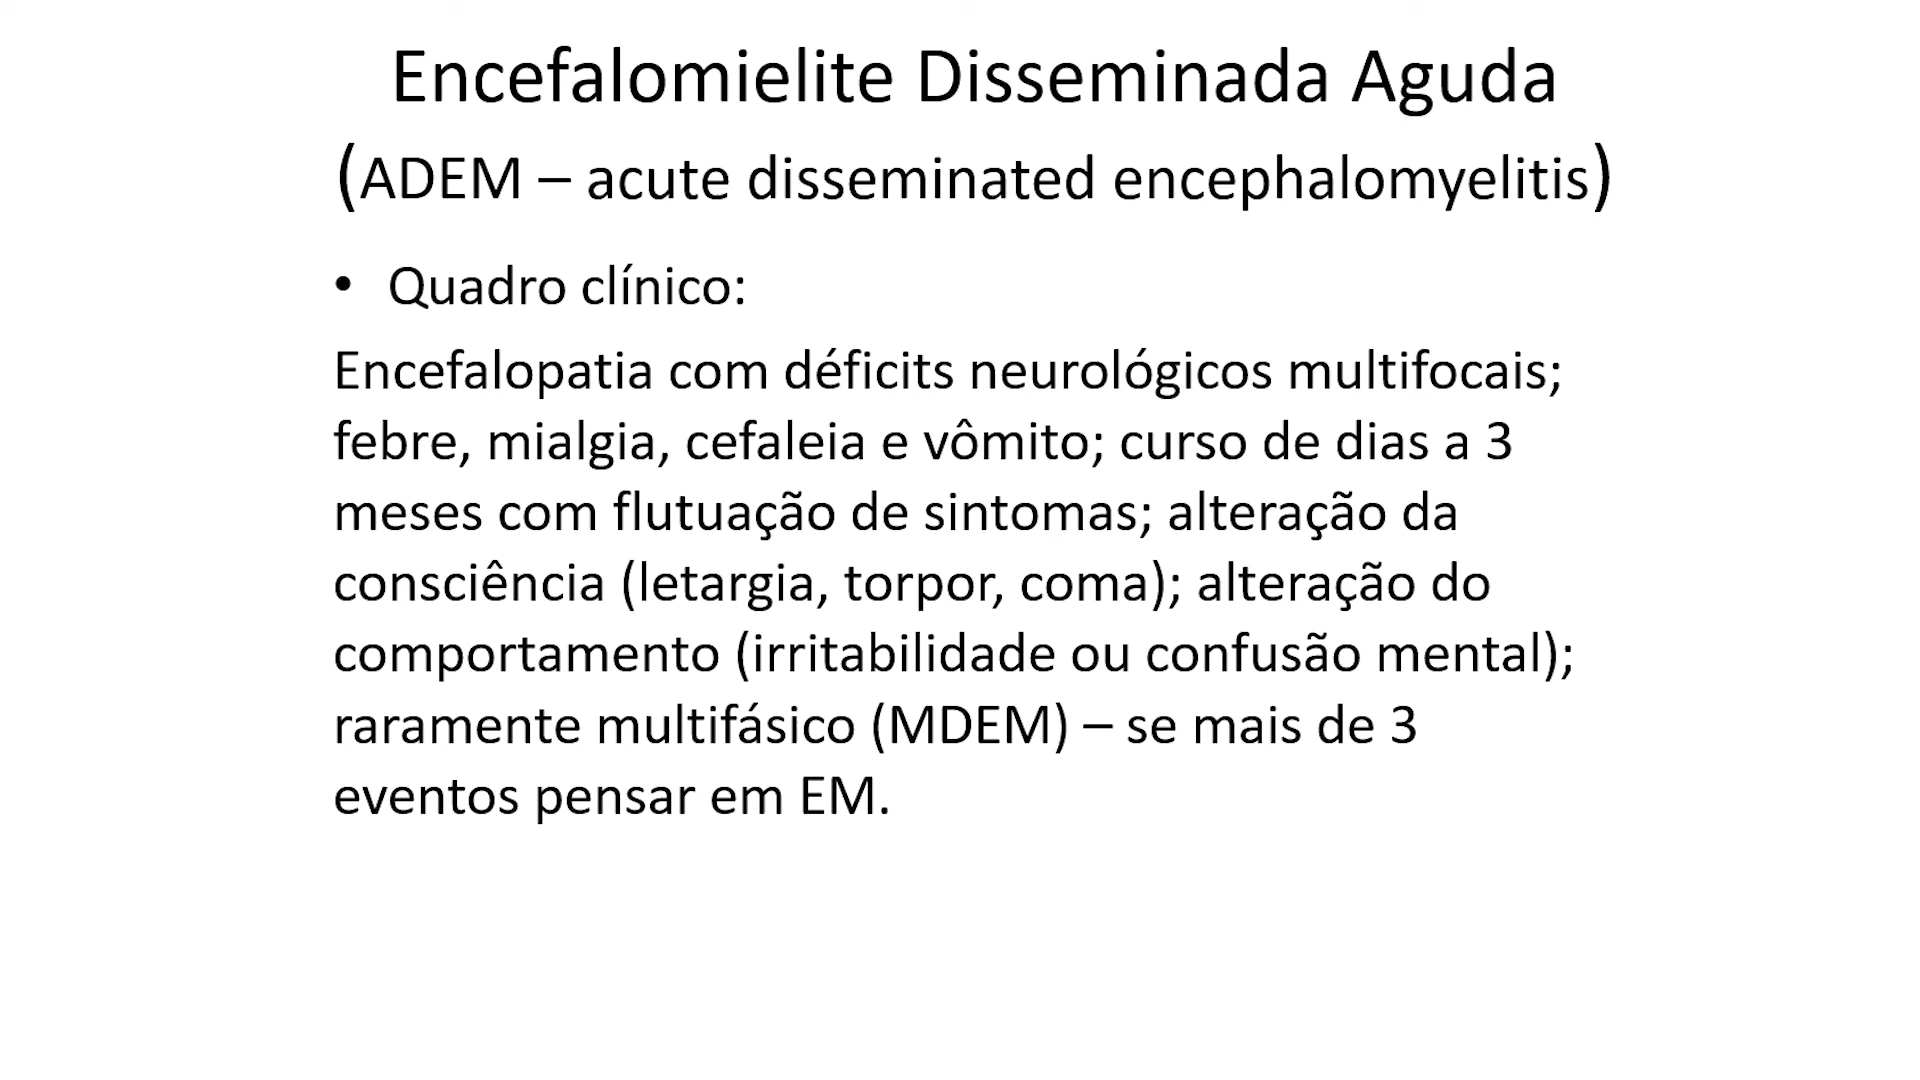 Encefalomielite Disseminada Aguda
(ADEM – acute disseminated encephalomyelitis)
• Quadro clínico:
Encefalopatia com déficits neurológicos multifocais;
febre, mialgia, cefaleia e vômito; curso de dias a 3
meses com flutuação de sintomas; alteração da
consciência (letargia, torpor, coma); alteração do
comportamento (irritabilidade ou confusão mental);
raramente multifásico (MDEM) – se mais de 3
eventos pensar em EM.